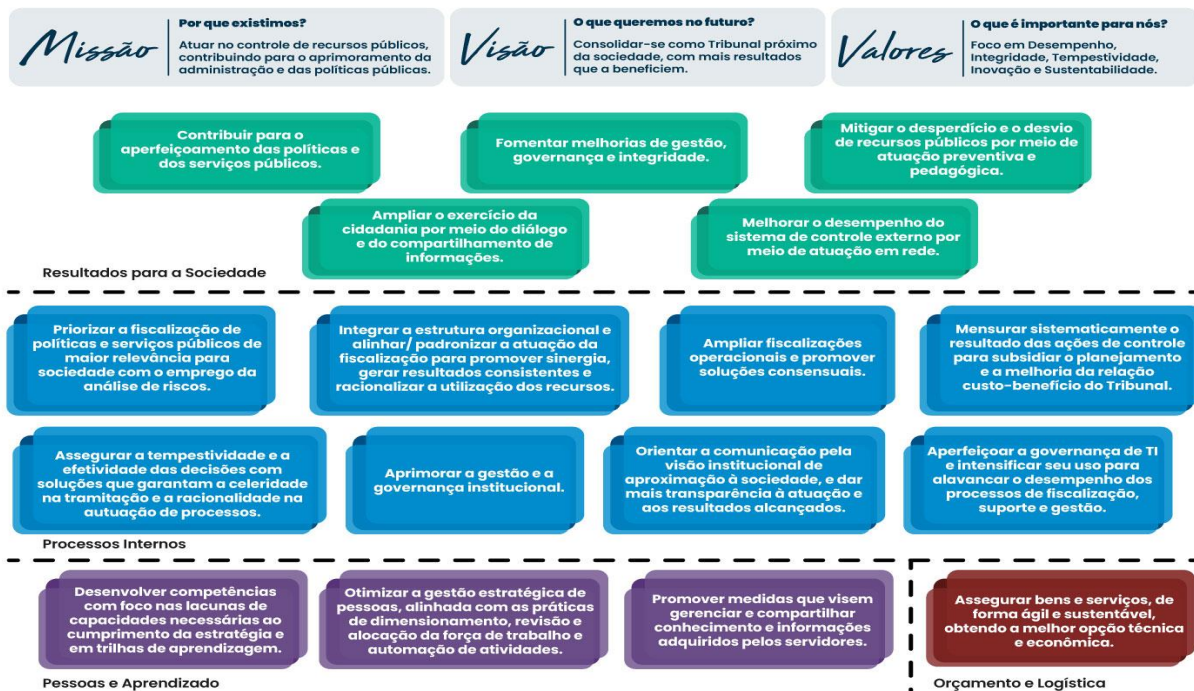 Missão
Por que existimos?
Atuar no controle de recursos públicos,
contribuindo para o aprimoramento da
administração e das políticas públicas.
Visão
O que queremos no futuro?
Consolidar-se como Tribunal próximo
da sociedade, com mais resultados
que a beneficiem.
Valores
O que é importante para nós?
Foco em Desempenho,
Integridade, Tempestividade,
Inovação e Sustentabilidade.
Contribuir para o
aperfeiçoamento das políticas e
dos serviços públicos.
Fomentar melhorias de gestão,
governança e integridade.
Mitigar o desperdício e o desvio
de recursos públicos por meio de
atuação preventiva e
pedagógica.
Ampliar o exercício da
cidadania por meio do diálogo
e do compartilhamento de
informações.
Melhorar o desempenho do
sistema de controle externo por
meio de atuação em rede.
Resultados para a Sociedade
Priorizar a fiscalização de
políticas e serviços públicos de
maior relevância para
sociedade com o emprego da
análise de riscos.
Integrar a estrutura organizacional e
alinhar/ padronizar a atuação da
fiscalização para promover sinergia,
gerar resultados consistentes e
racionalizar a utilização dos recursos.
Ampliar fiscalizações
operacionais e promover
soluções consensuais.
Mensurar sistematicamente o
resultado das ações de controle
para subsidiar o planejamento
e a melhoria da relação
custo-benefício do Tribunal.
Assegurar a tempestividade e a
efetividade das decisões com
soluções que garantam a celeridade
na tramitação e a racionalidade na
autuação de processos.
Aprimorar a gestão e a
governança institucional.
Orientar a comunicação pela
visão institucional de
aproximação à sociedade, e dar
mais transparência à atuação e
aos resultados alcançados.
Aperfeiçoar a governança de TI
e intensificar seu uso para
alavancar o desempenho dos
processos de fiscalização,
suporte e gestão.
Processos Internos
Desenvolver competências
com foco nas lacunas de
capacidades necessárias ao
cumprimento da estratégia e
em trilhas de aprendizagem.
Otimizar a gestão estratégica de
pessoas, alinhada com as práticas
de dimensionamento, revisão e
alocação da força de trabalho e
automação de atividades.
Promover medidas que visem
gerenciar e compartilhar
conhecimento e informações
adquiridos pelos servidores.
Assegurar bens e serviços, de
forma ágil e sustentável,
obtendo a melhor opção técnica
e econômica.
Pessoas e Aprendizado
Orçamento e Logística